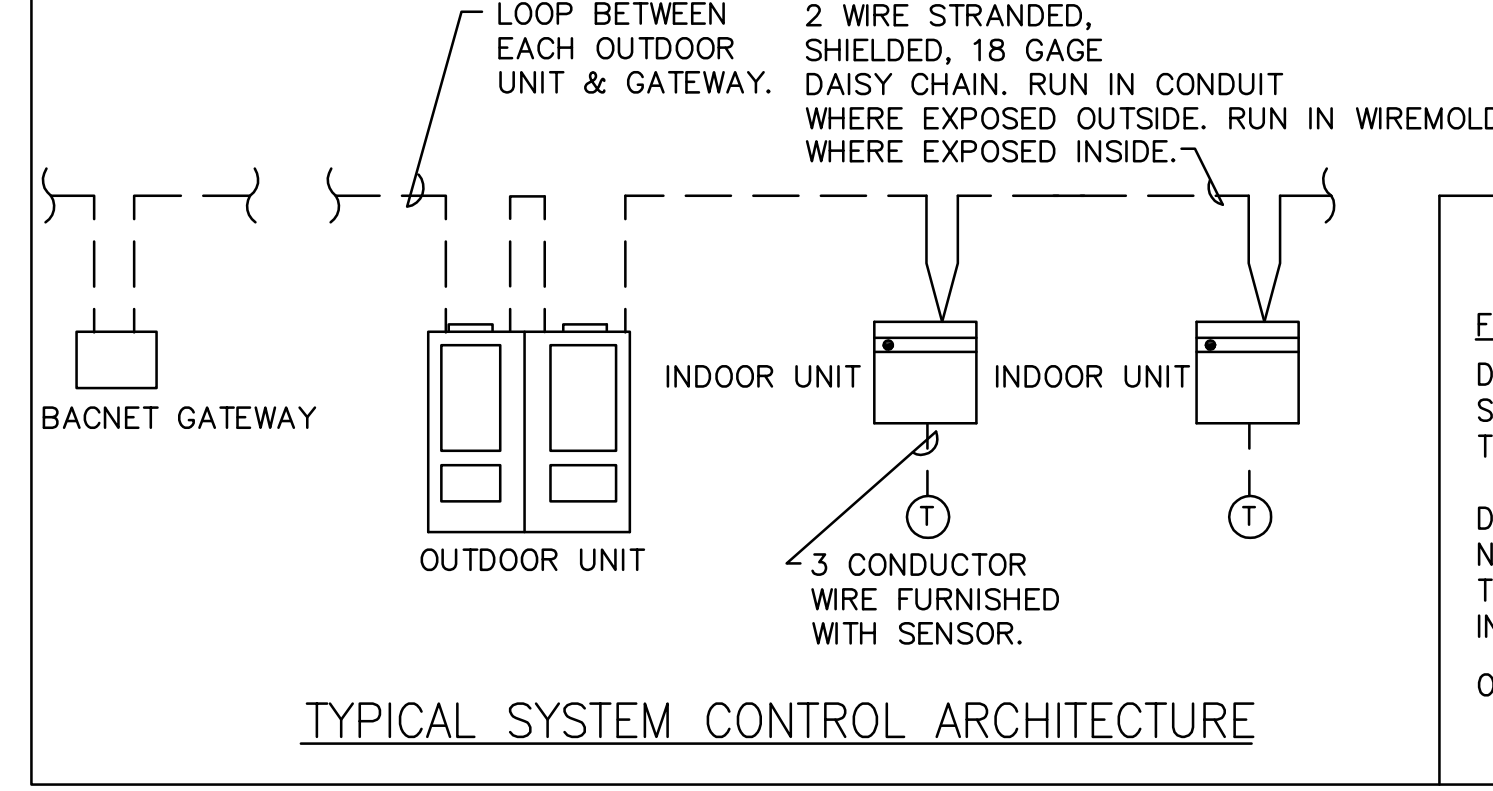 LOOP BETWEEN
EACH OUTDOOR
UNIT & GATEWAY.
2 WIRE STRANDED,
SHIELDED, 18 GAGE
DAISY CHAIN. RUN IN CONDUIT
WHERE EXPOSED OUTSIDE. RUN IN WIREMOLD
WHERE EXPOSED INSIDE.
BACNET GATEWAY
OUTDOOR UNIT
INDOOR UNIT
INDOOR UNIT
T
T
3 CONDUCTOR
WIRE FURNISHED
WITH SENSOR.
TYPICAL SYSTEM CONTROL ARCHITECTURE